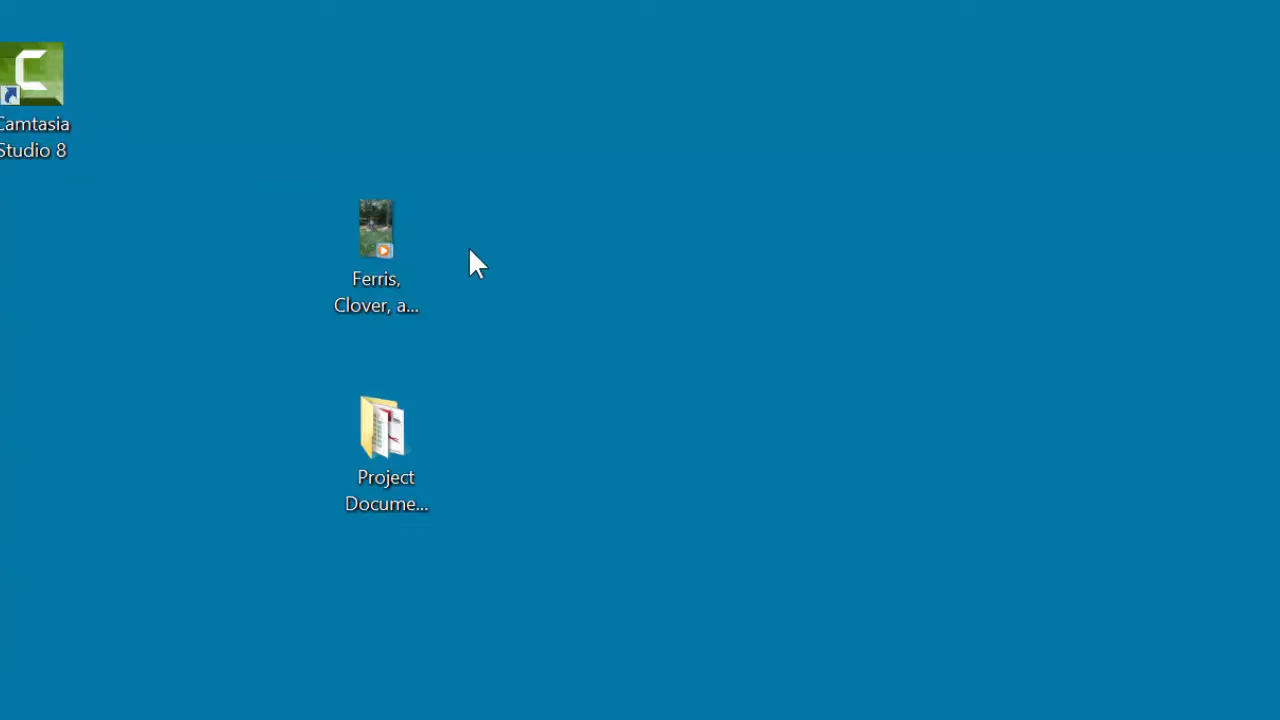 Camtasia
Studio 8
Ferris,
Clover, a...
Project
Docume...